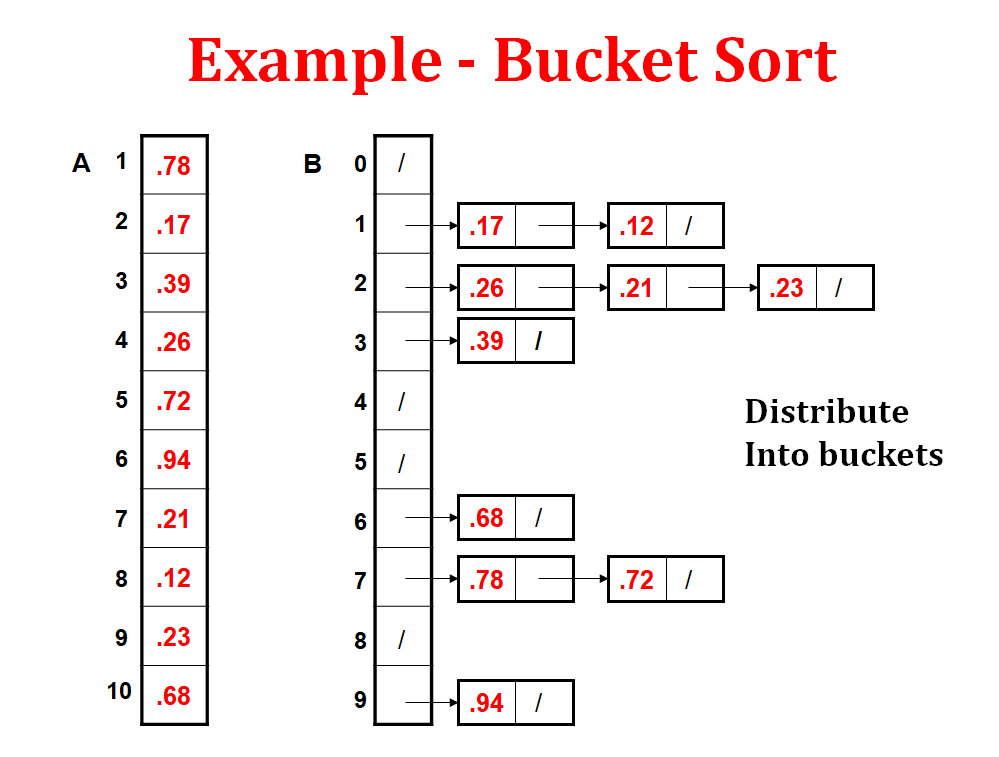 Example - Bucket Sort
A 1 .78
2 .17
3 .39
4 .26
5 .72
6 .94
7 .21
8 .12
9 .23
10 .68
B 0 /
1 .17 .12 /
2 .26 .21 .23 /
3 .39 /
4 /
5 /
6 .68 /
7 .78 .72 /
8 /
9 .94 /
Distribute
Into buckets